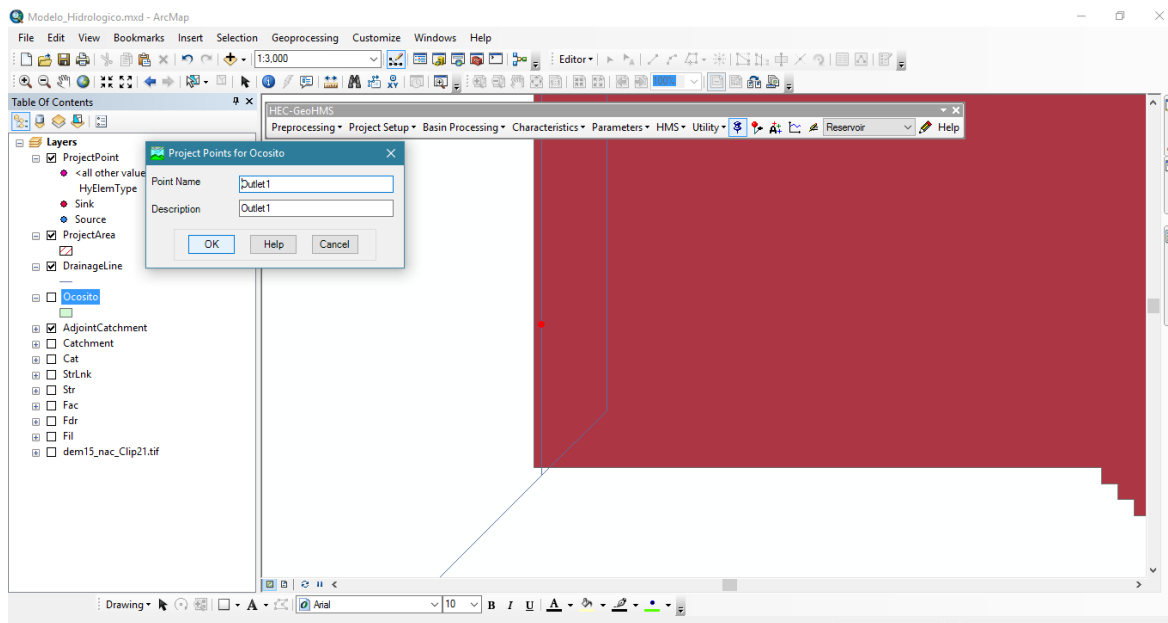 Modelo_Hidrologico.mxd - ArcMap
File Edit View Bookmarks Insert Selection Geoprocessing Customize Windows Help
1:3,000 Editor
Table Of Contents
HEC-GeoHMS
Preprocessing Project Setup Basin Processing Characteristics Parameters HMS Utility Reservoir Help
Layers
ProjectPoint
<all other value
HyElemType
Sink
Source
ProjectArea
DrainageLine
Ocosito
AdjointCatchment
Catchment
Cat
StrLnk
Str
Fac
Fdr
Fil
dem15_nac_Clip21.tif
Project Points for Ocosito
Point Name Outlet1
Description Outlet1
OK Help Cancel
Drawing A Arial 10 B I U A